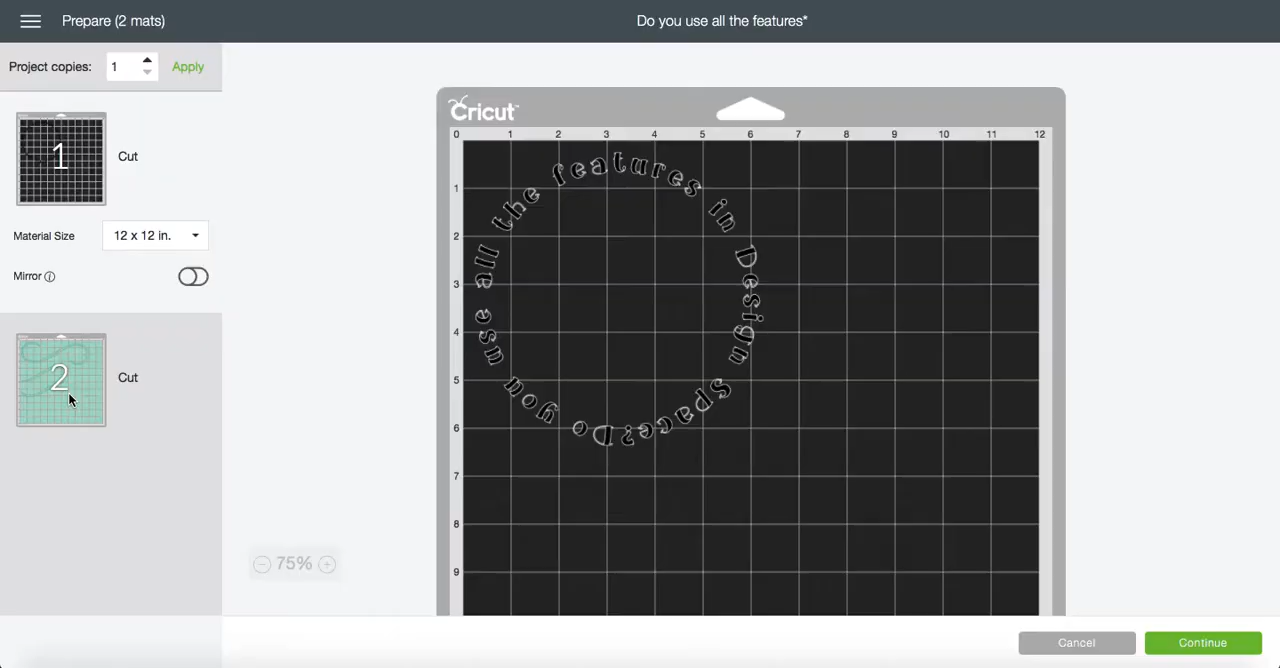 Prepare (2 mats)
Do you use all the features*
Project copies: 1 Apply
1 Cut
Material Size 12 x 12 in.
Mirror
2 Cut
Cricut
0 1 2 3 4 5 6 7 8 9 10 11 12
1
2
3
4
5
6
7
8
9
Do you use all the features in Design Space?
75%
Cancel Continue